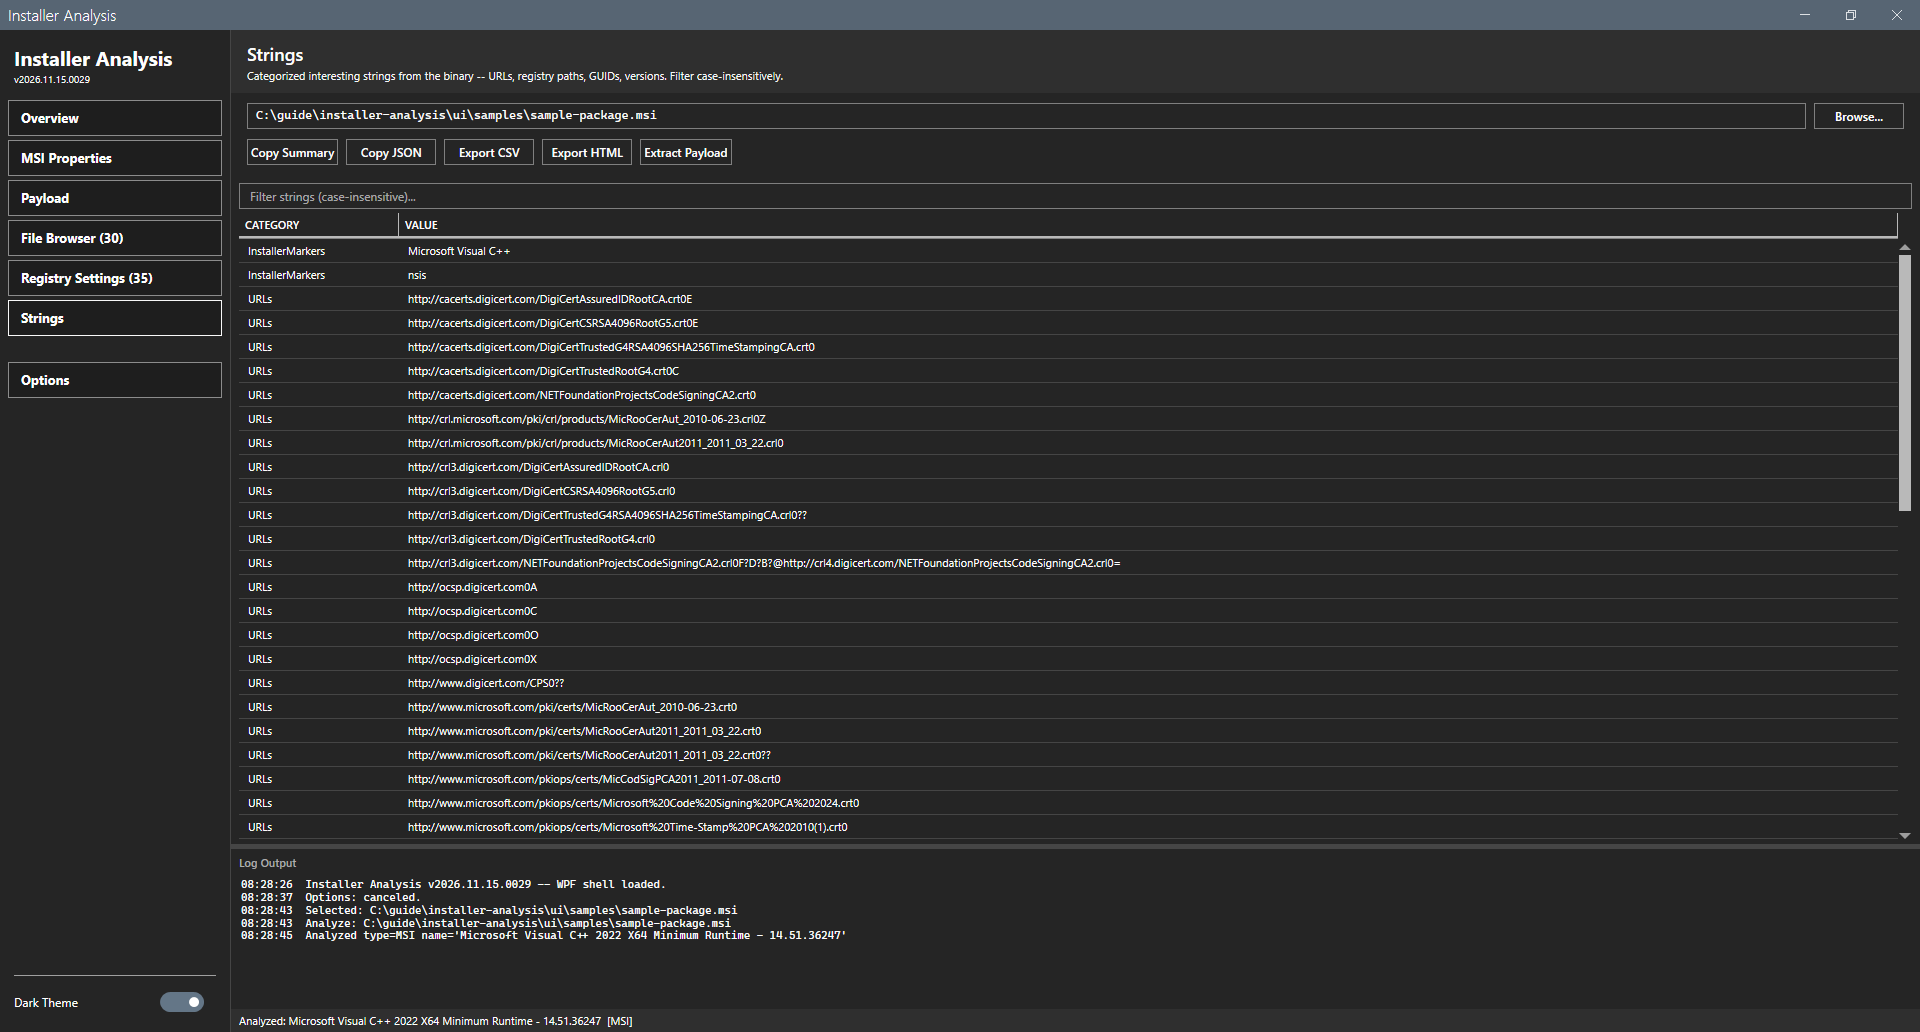 Installer Analysis
Installer Analysis
v2026.11.15.0029
Overview
MSI Properties
Payload
File Browser (30)
Registry Settings (35)
Strings
Options
Dark Theme
Strings
Categorized interesting strings from the binary -- URLs, registry paths, GUIDs, versions. Filter case-insensitively.
C:\guide\installer-analysis\ui\samples\sample-package.msi
Browse...
Copy Summary Copy JSON Export CSV Export HTML Extract Payload
Filter strings (case-insensitive)...
CATEGORY VALUE
InstallerMarkers Microsoft Visual C++
InstallerMarkers nsis
URLs http://cacerts.digicert.com/DigiCertAssuredIDRootCA.crt0E
URLs http://cacerts.digicert.com/DigiCertCSRSA4096RootG5.crt0E
URLs http://cacerts.digicert.com/DigiCertTrustedG4RSA4096SHA256TimeStampingCA.crt0
URLs http://cacerts.digicert.com/DigiCertTrustedRootG4.crt0C
URLs http://cacerts.digicert.com/NETFoundationProjectsCodeSigningCA2.crt0
URLs http://crl.microsoft.com/pki/crl/products/MicRooCerAut_2010-06-23.crl0Z
URLs http://crl.microsoft.com/pki/crl/products/MicRooCerAut2011_2011_03_22.crl0
URLs http://crl3.digicert.com/DigiCertAssuredIDRootCA.crl0
URLs http://crl3.digicert.com/DigiCertCSRSA4096RootG5.crl0
URLs http://crl3.digicert.com/DigiCertTrustedG4RSA4096SHA256TimeStampingCA.crl0??
URLs http://crl3.digicert.com/DigiCertTrustedRootG4.crl0
URLs http://crl3.digicert.com/NETFoundationProjectsCodeSigningCA2.crl0F?D?B?@http://crl4.digicert.com/NETFoundationProjectsCodeSigningCA2.crl0=
URLs http://ocsp.digicert.com0A
URLs http://ocsp.digicert.com0C
URLs http://ocsp.digicert.com0O
URLs http://ocsp.digicert.com0X
URLs http://www.digicert.com/CPS0??
URLs http://www.microsoft.com/pki/certs/MicRooCerAut_2010-06-23.crt0
URLs http://www.microsoft.com/pki/certs/MicRooCerAut2011_2011_03_22.crt0
URLs http://www.microsoft.com/pki/certs/MicRooCerAut2011_2011_03_22.crt0??
URLs http://www.microsoft.com/pkiops/certs/MicCodSigPCA2011_2011-07-08.crt0
URLs http://www.microsoft.com/pkiops/certs/Microsoft%20Code%20Signing%20PCA%202024.crt0
URLs http://www.microsoft.com/pkiops/certs/Microsoft%20Time-Stamp%20PCA%202010(1).crt0
Log Output
08:28:26 Installer Analysis v2026.11.15.0029 -- WPF shell loaded.
08:28:37 Options: canceled.
08:28:43 Selected: C:\guide\installer-analysis\ui\samples\sample-package.msi
08:28:43 Analyze: C:\guide\installer-analysis\ui\samples\sample-package.msi
08:28:45 Analyzed type=MSI name='Microsoft Visual C++ 2022 X64 Minimum Runtime - 14.51.36247'
Analyzed: Microsoft Visual C++ 2022 X64 Minimum Runtime - 14.51.36247 [MSI]